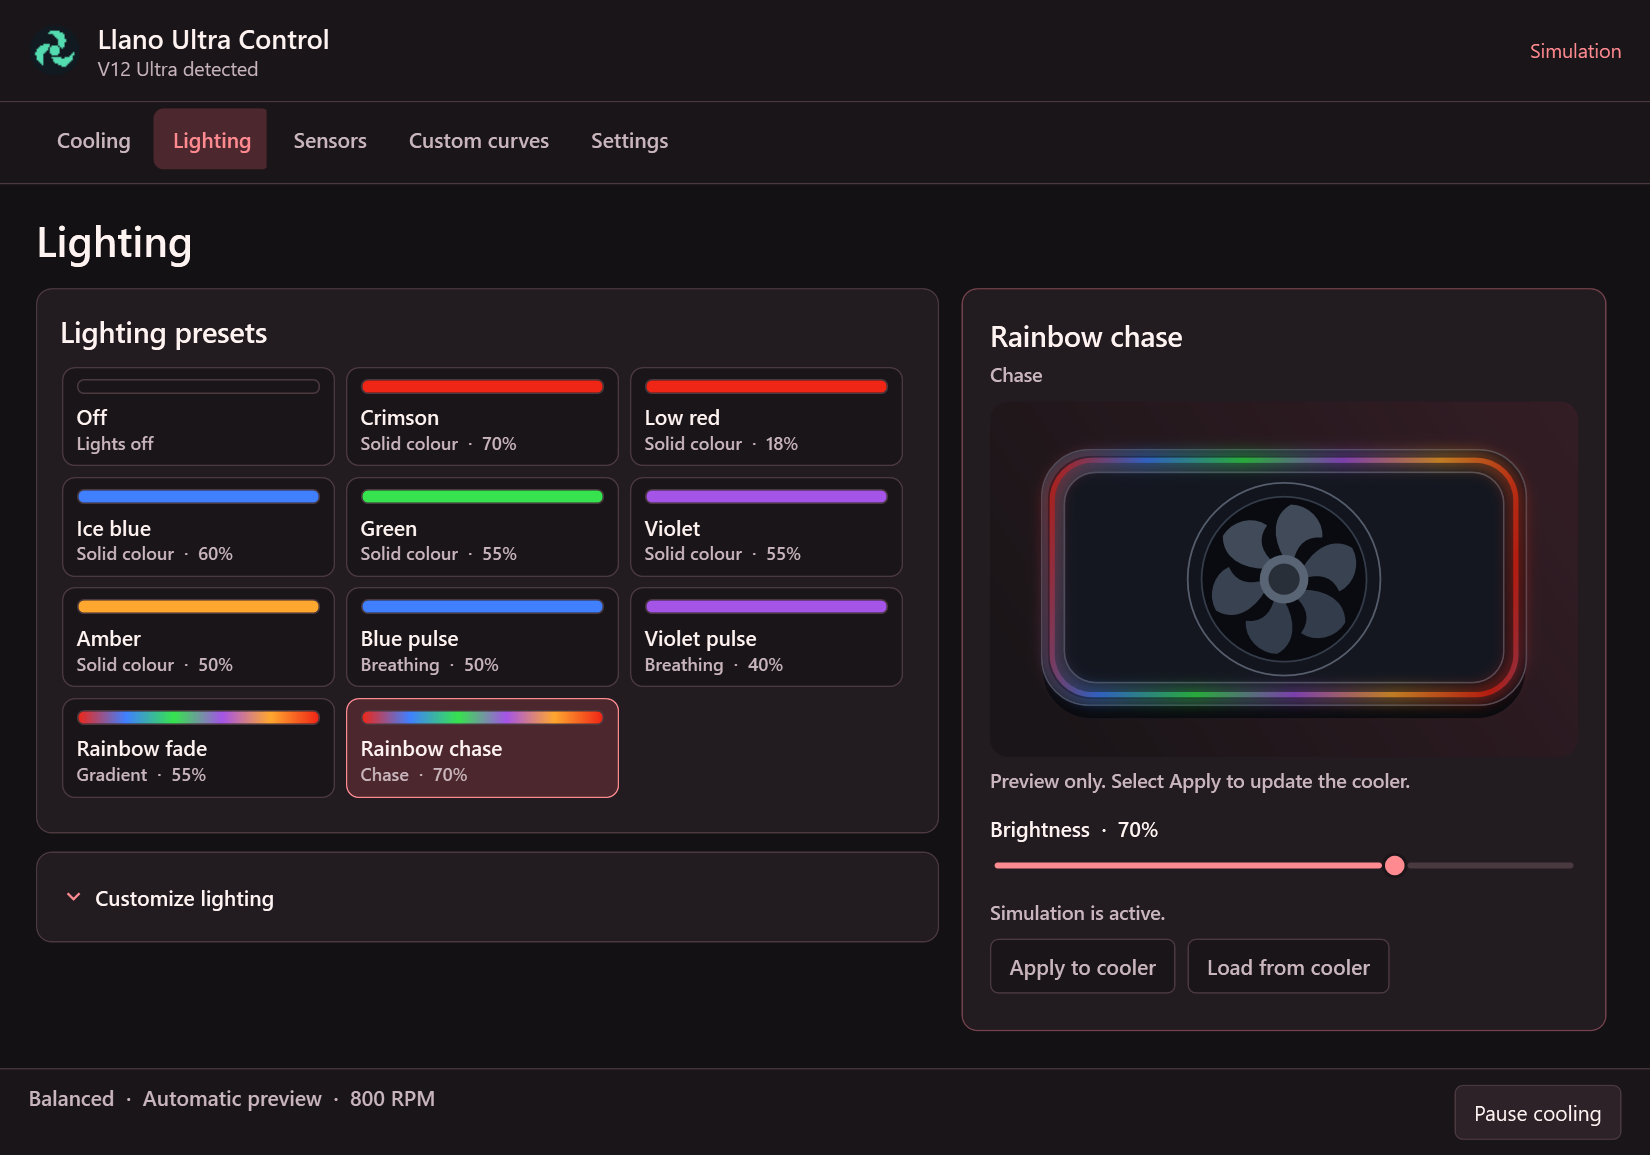 Llano Ultra Control
V12 Ultra detected
Simulation
Cooling
Lighting
Sensors
Custom curves
Settings
Lighting
Lighting presets
Off
Lights off
Crimson
Solid colour · 70%
Low red
Solid colour · 18%
Ice blue
Solid colour · 60%
Green
Solid colour · 55%
Violet
Solid colour · 55%
Amber
Solid colour · 50%
Blue pulse
Breathing · 50%
Violet pulse
Breathing · 40%
Rainbow fade
Gradient · 55%
Rainbow chase
Chase · 70%
Customize lighting
Rainbow chase
Chase
Preview only. Select Apply to update the cooler.
Brightness · 70%
Simulation is active.
Apply to cooler
Load from cooler
Balanced · Automatic preview · 800 RPM
Pause cooling